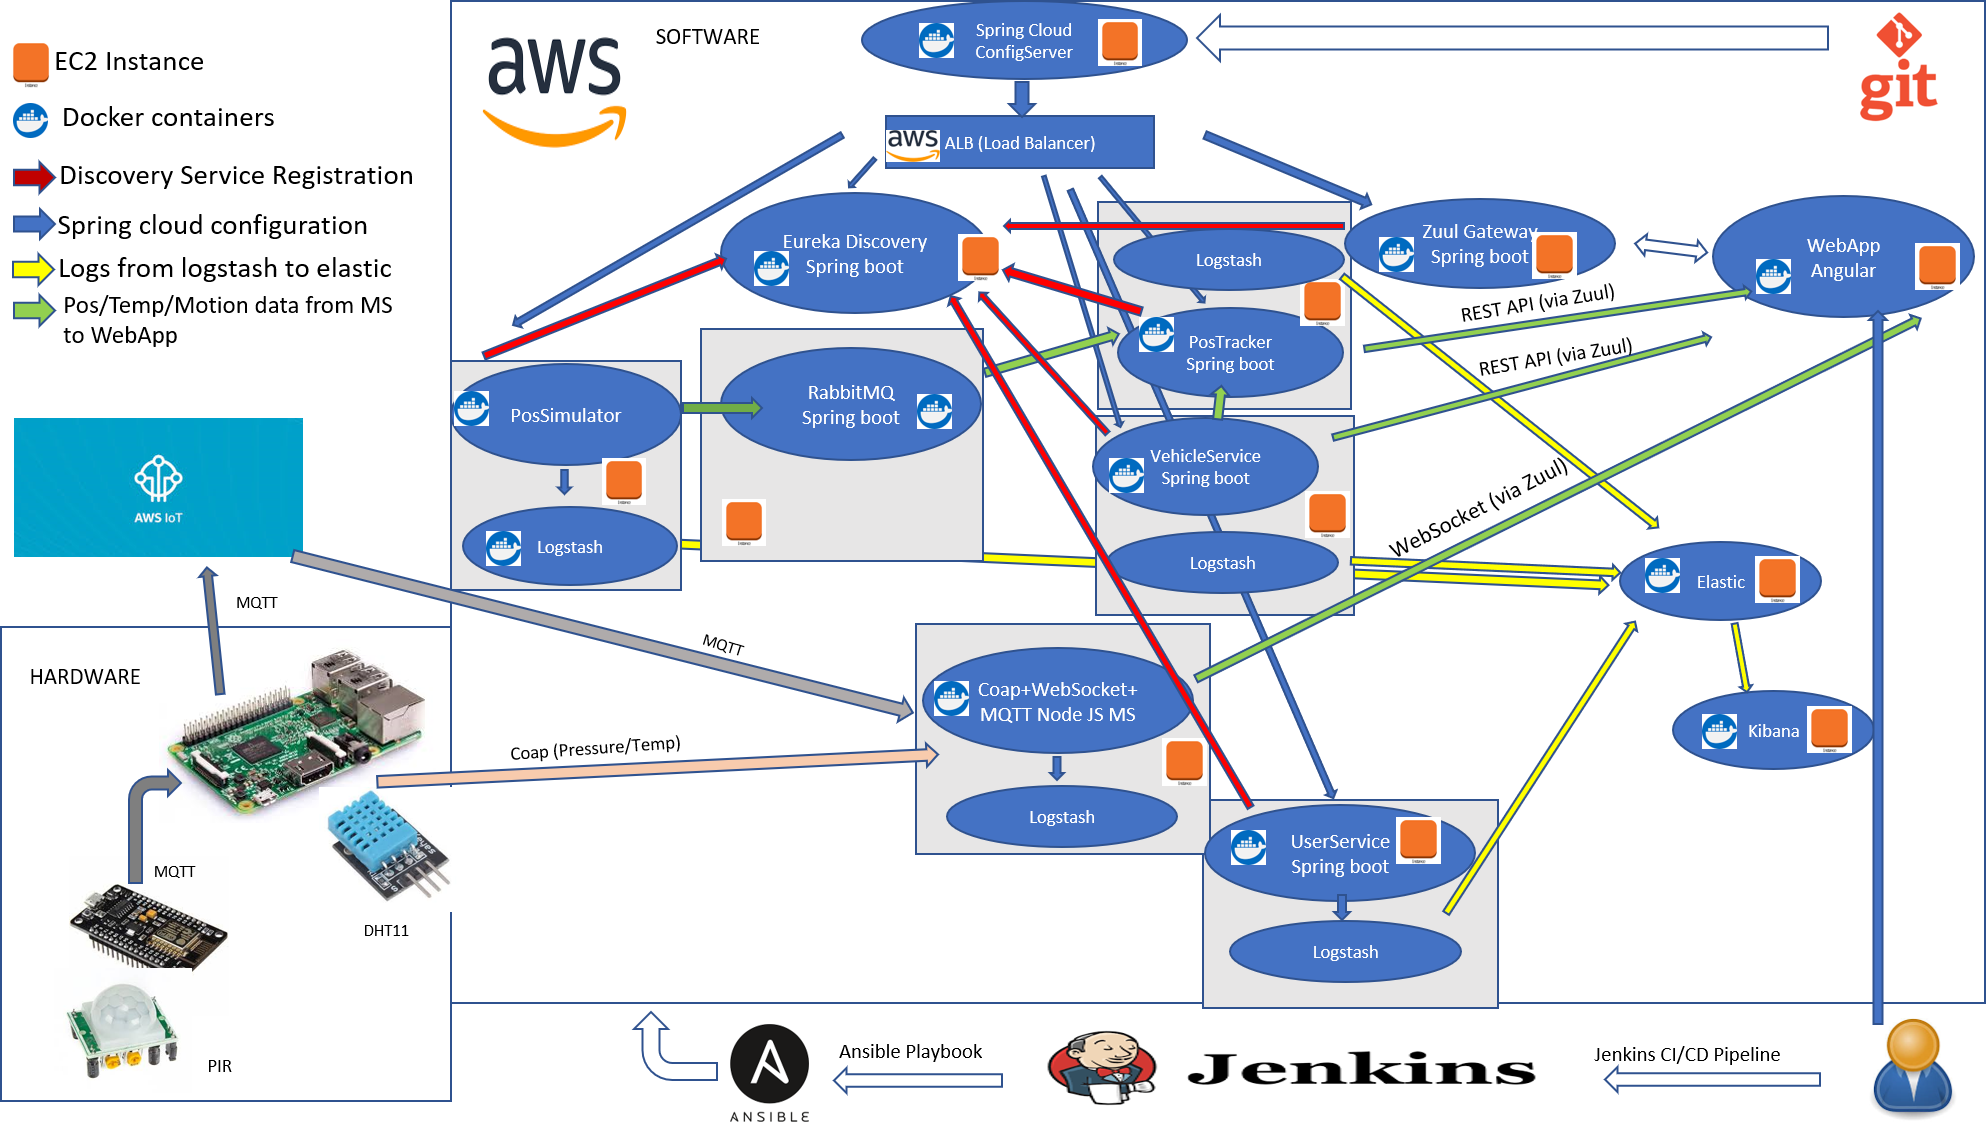 EC2 Instance
Docker containers
Discovery Service Registration
Spring cloud configuration
Logs from logstash to elastic
Pos/Temp/Motion data from MS
to WebApp
aws
SOFTWARE
Spring Cloud
ConfigServer
git
aws
ALB (Load Balancer)
Eureka Discovery
Spring boot
Logstash
Zuul Gateway
Spring boot
WebApp
Angular
REST API (via Zuul)
PosTracker
Spring boot
REST API (via Zuul)
PosSimulator
RabbitMQ
Spring boot
VehicleService
Spring boot
WebSocket (via Zuul)
AWS IoT
Logstash
Logstash
Elastic
MQTT
MQTT
HARDWARE
Coap+WebSocket+
MQTT Node JS MS
Kibana
Coap (Pressure/Temp)
Logstash
UserService
Spring boot
MQTT
DHT11
Logstash
PIR
Ansible Playbook
ANSIBLE
Jenkins
Jenkins CI/CD Pipeline